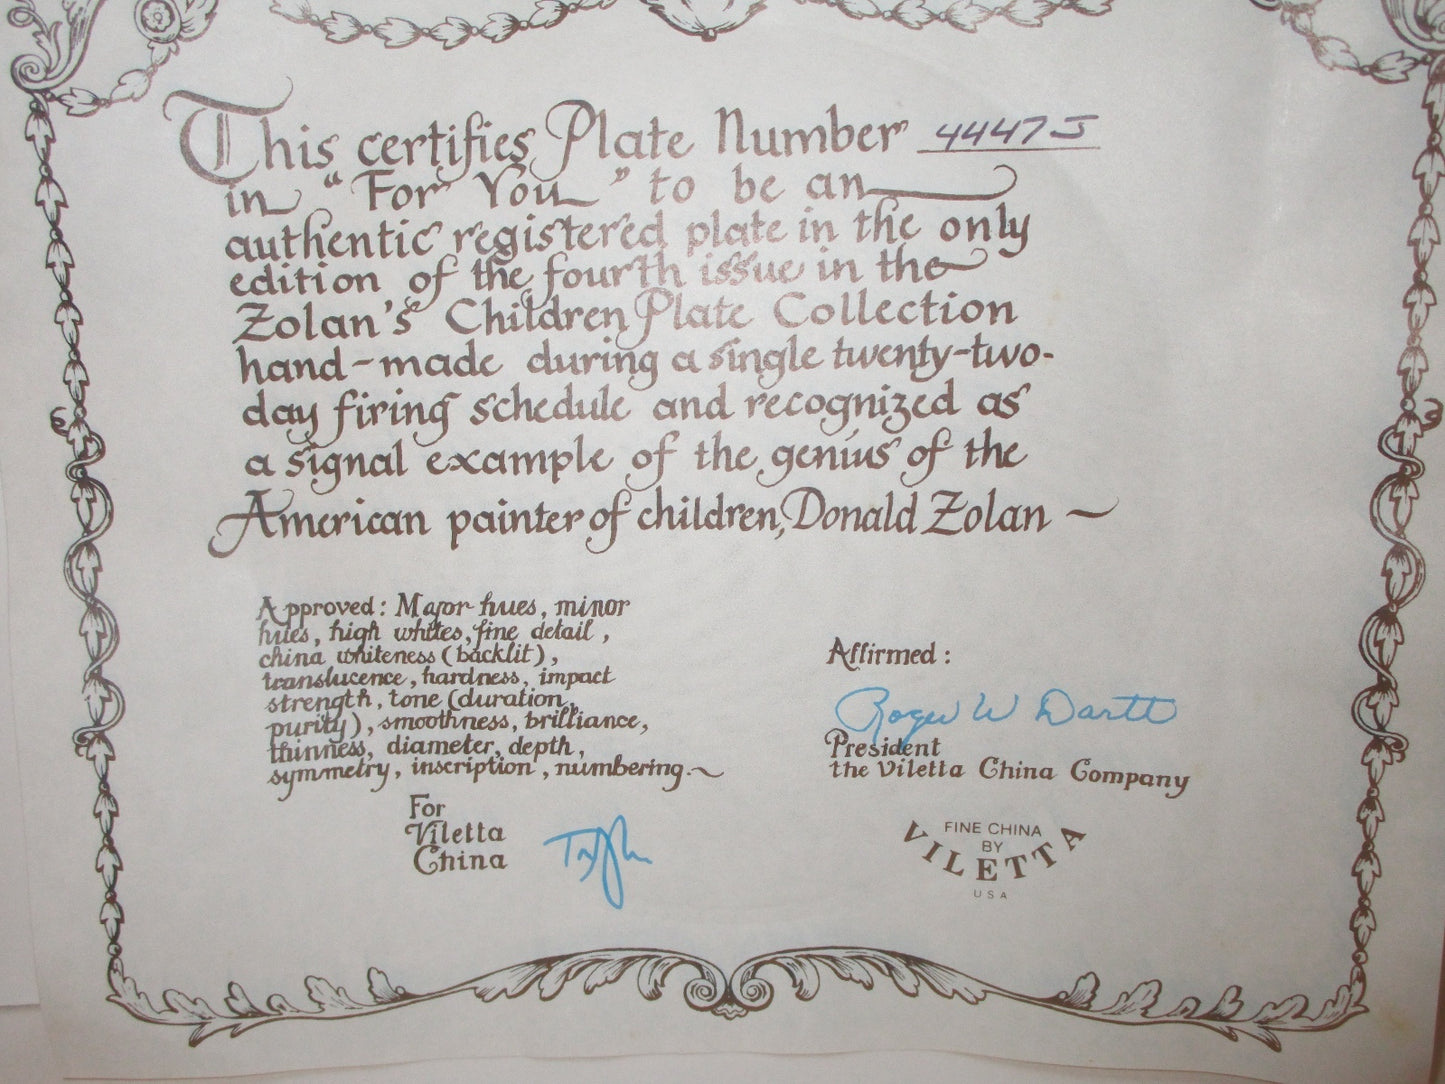 This certifies Plate Number 4447J
in "For You" to be an
authentic registered plate in the only
edition of the fourth issue in the
Zolan's Children Plate Collection
hand-made during a single twenty-two-
day firing schedule and recognized as
a signal example of the genius of the
American painter of children, Donald Zolan ~
Approved: Major hues, minor
hues, high whites, fine detail,
china whiteness (backlit),
translucence, hardness, impact
strength, tone (duration,
purity), smoothness, brilliance,
thinness, diameter, depth,
symmetry, inscription, numbering. ~
For
Viletta
China
Affirmed:
Roger W Dartt
President
the Viletta China Company
FINE CHINA
BY
VILETTA
USA